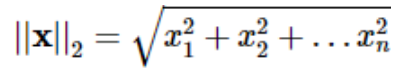 ||x||₂ = √(x₁² + x₂² + …xₙ²)